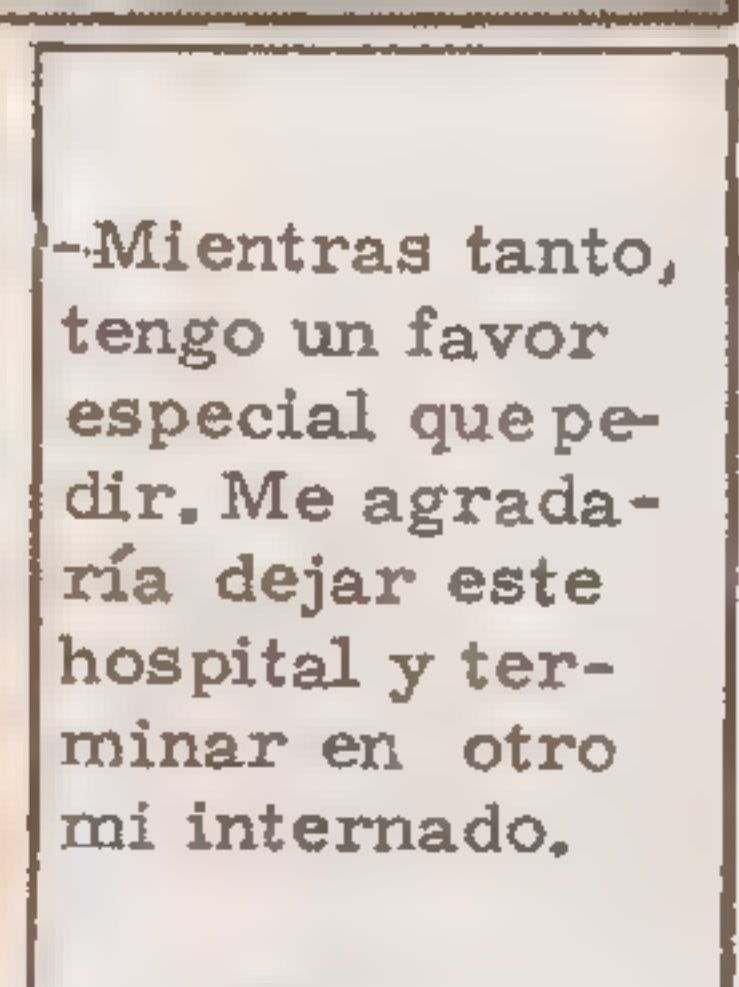 -Mientras tanto,
tengo un favor
especial que pe-
dir. Me agrada-
ría dejar este
hospital y ter-
minar en otro
mi internado.